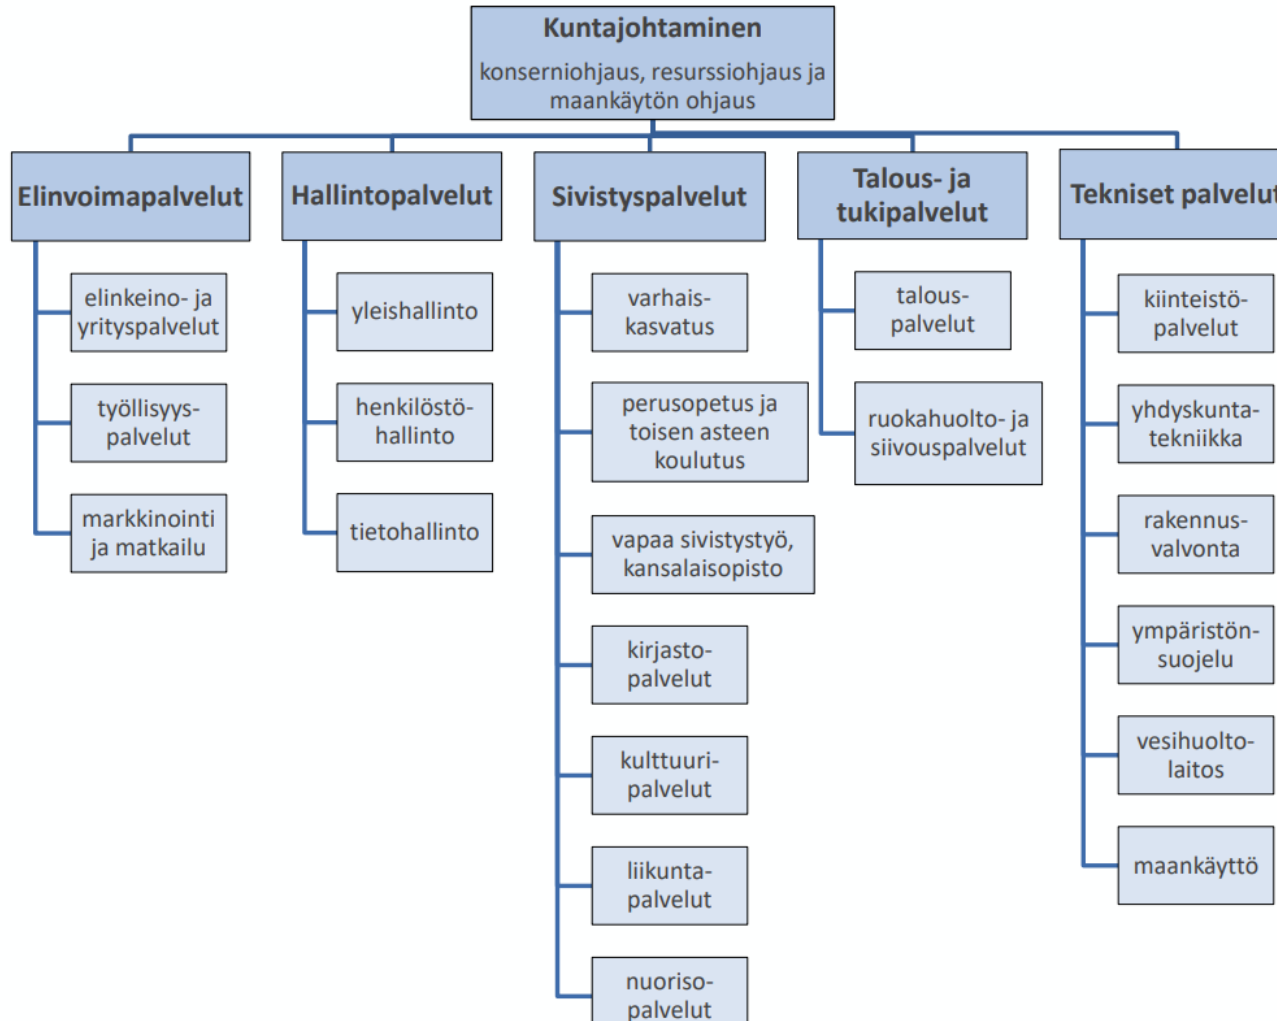 Kuntajohtaminen
konserniohjaus, resurssiohjaus ja
maankäytön ohjaus
Elinvoimapalvelut
elinkeino- ja
yrityspalvelut
työllisyys-
palvelut
markkinointi
ja matkailu
Hallintopalvelut
yleishallinto
henkilöstö-
hallinto
tietohallinto
Sivistyspalvelut
varhais-
kasvatus
perusopetus ja
toisen asteen
koulutus
vapaa sivistystyö,
kansalaisopisto
kirjasto-
palvelut
kulttuuri-
palvelut
liikunta-
palvelut
nuoriso-
palvelut
Talous- ja
tukipalvelut
talous-
palvelut
ruokahuolto- ja
siivouspalvelut
Tekniset palvelut
kiinteistö-
palvelut
yhdyskunta-
tekniikka
rakennus-
valvonta
ympäristön-
suojelu
vesihuolto-
laitos
maankäyttö